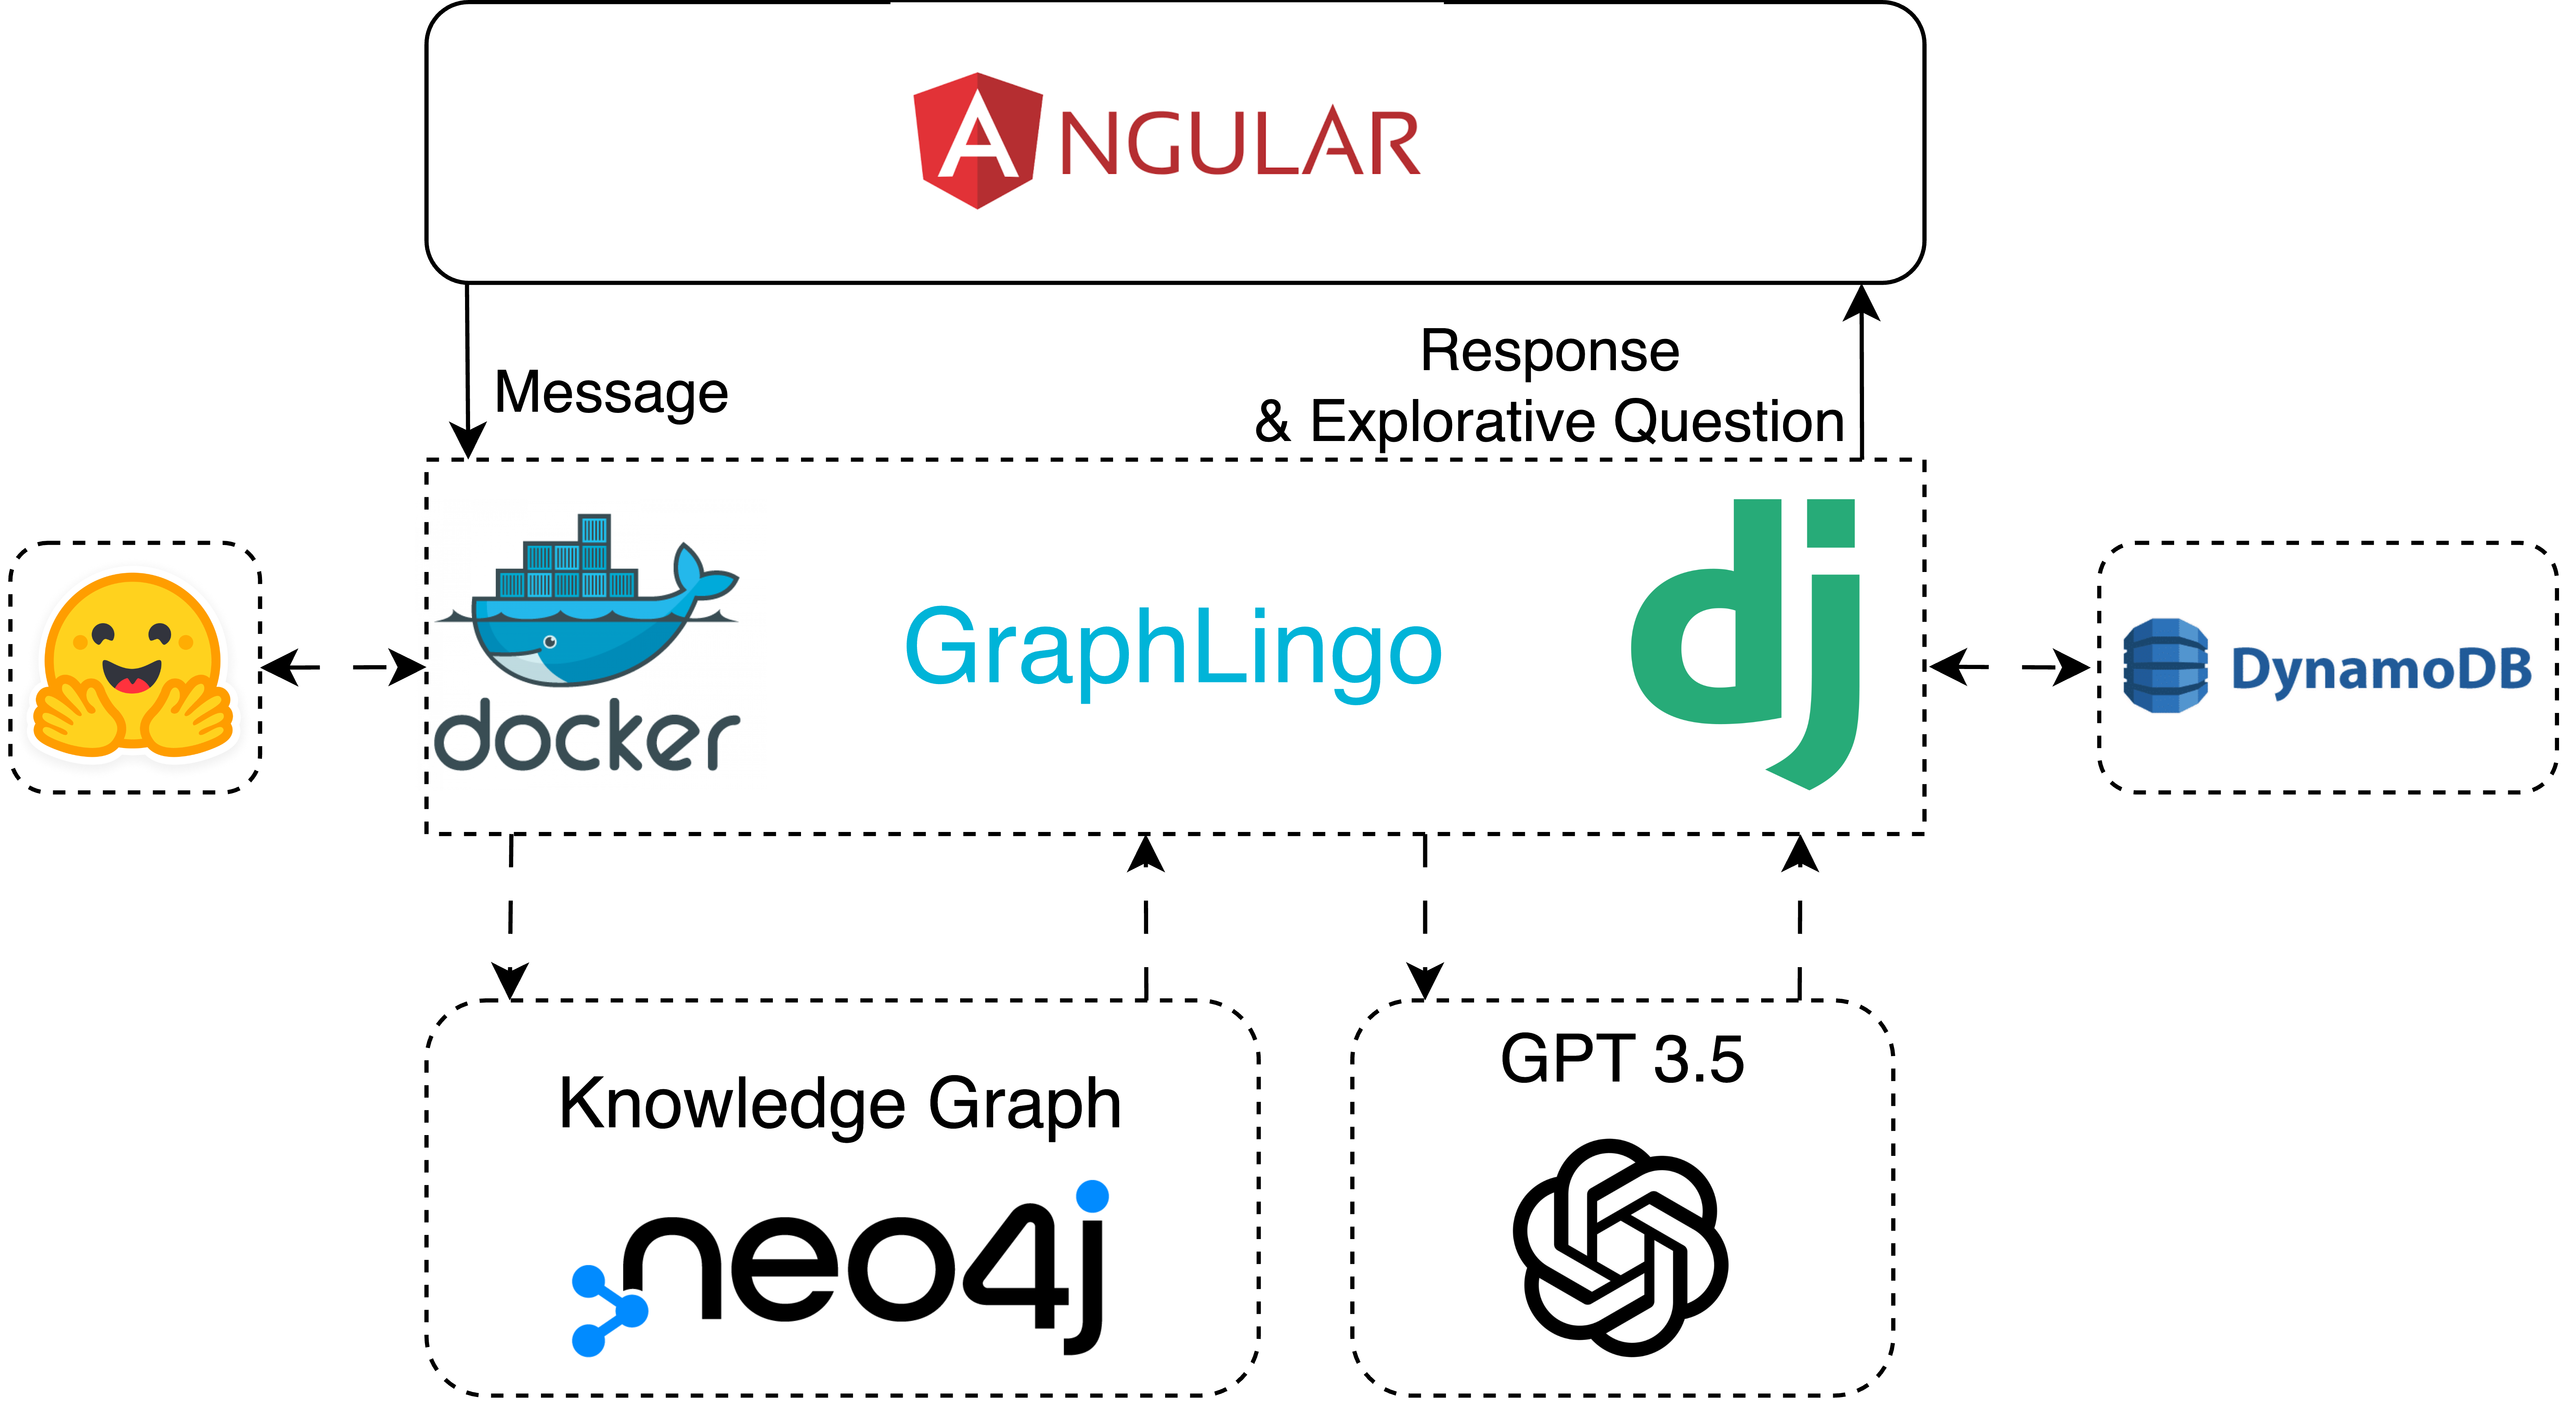 ANGULAR
Message
Response
& Explorative Question
docker
GraphLingo
dj
DynamoDB
Knowledge Graph
neo4j
GPT 3.5